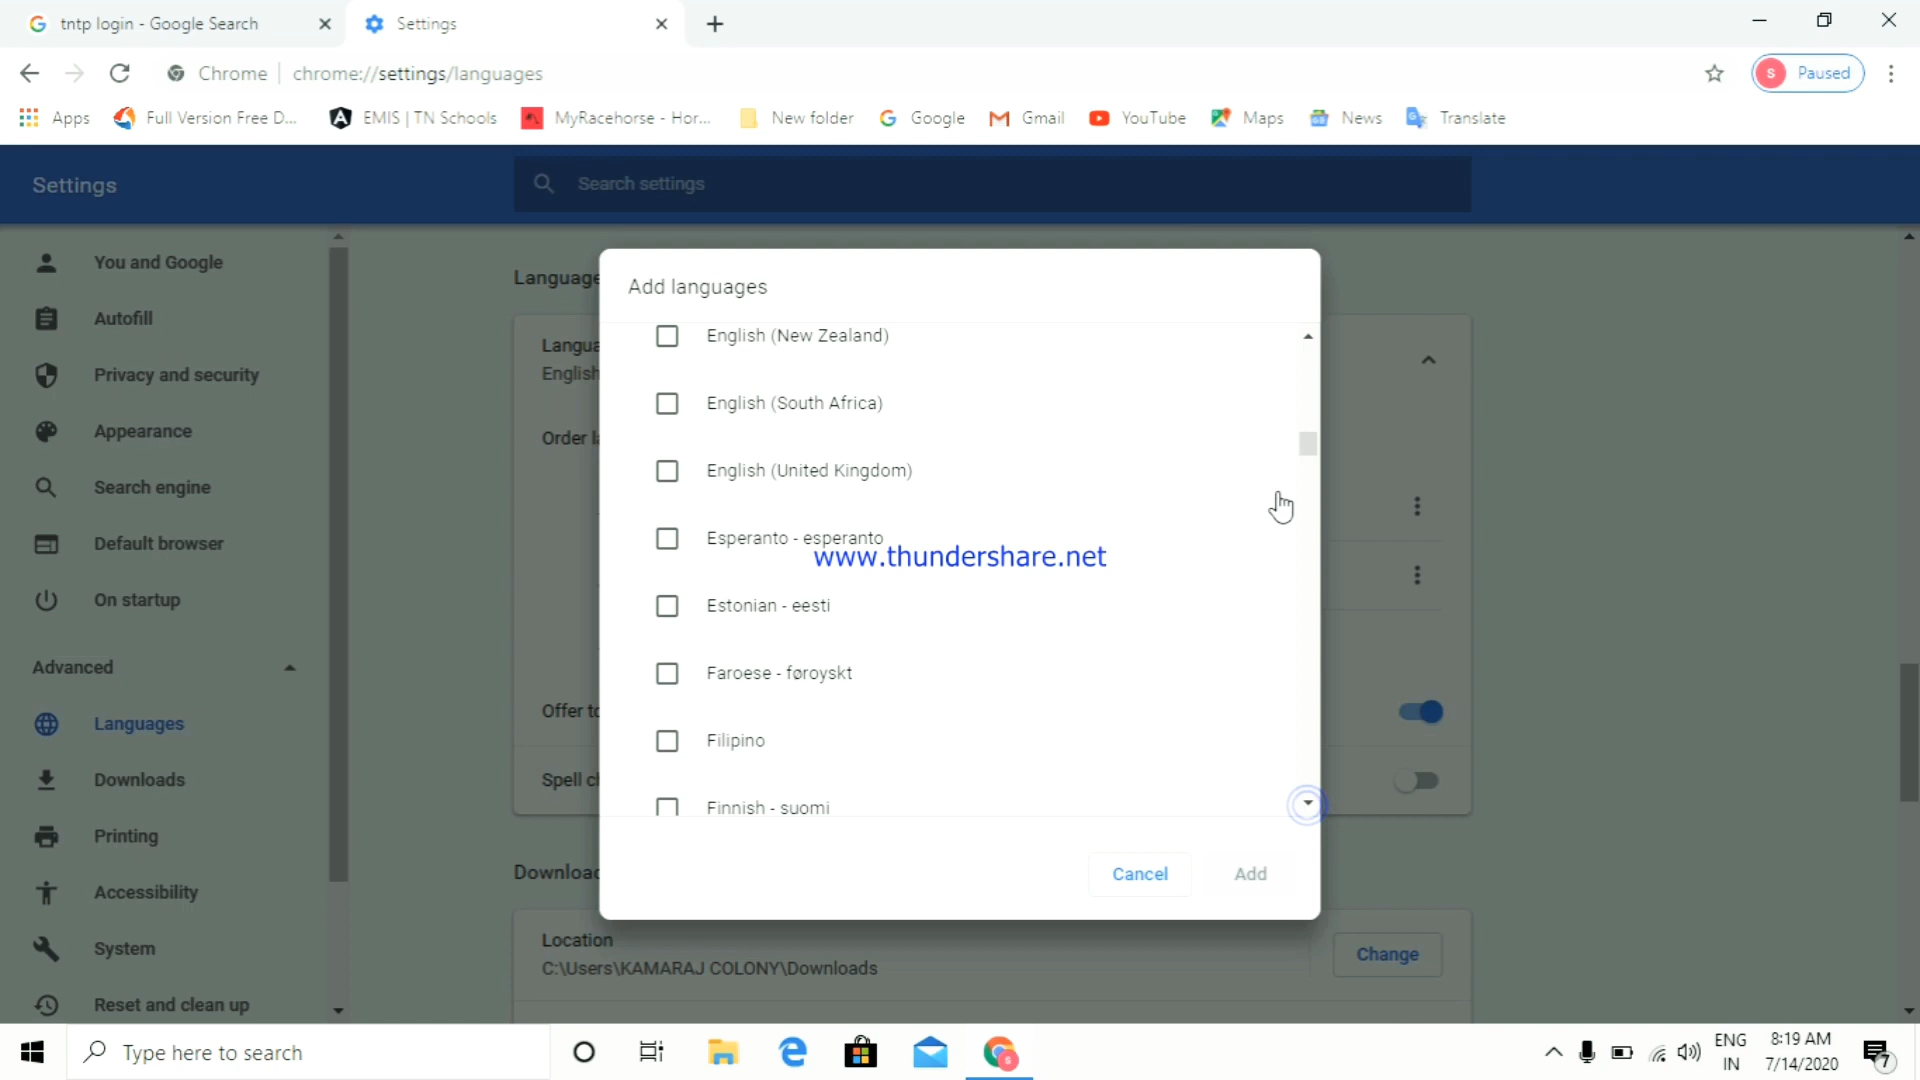 tntp login - Google Search
Settings
Chrome
chrome://settings/languages
S
Paused
Apps
Full Version Free D...
EMIS | TN Schools
MyRacehorse - Hor...
New folder
Google
Gmail
YouTube
Maps
News
Translate
Settings
Search settings
You and Google
Autofill
Privacy and security
Appearance
Search engine
Default browser
On startup
Advanced
Languages
Downloads
Printing
Accessibility
System
Reset and clean up
Language
English
Offer to
Add languages
English (New Zealand)
English (South Africa)
English (United Kingdom)
Esperanto - esperanto
www.thundershare.net
Estonian - eesti
Faroese - føroyskt
Filipino
Finnish - suomi
Cancel
Add
Location
C:\Users\KAMARAJ COLONY\Downloads
Change
Type here to search
ENG
IN
8:19 AM
7/14/2020
7